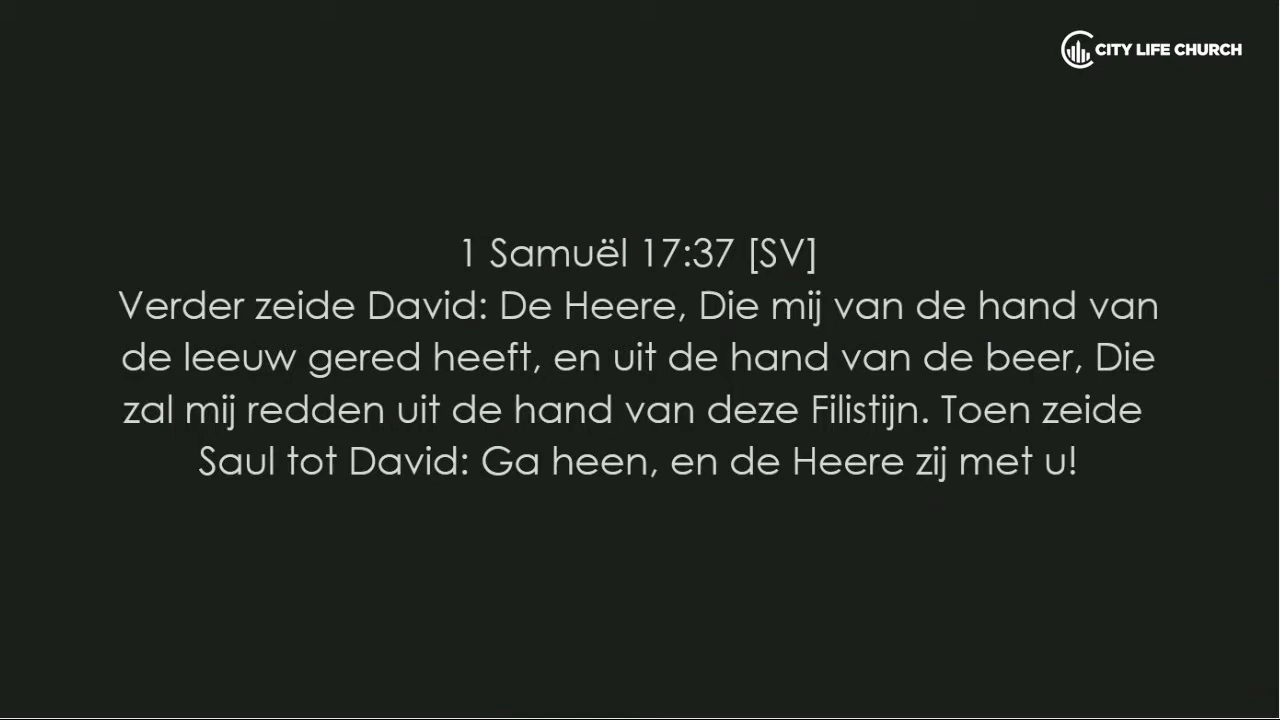 CITY LIFE CHURCH
1 Samuël 17:37 [SV]
Verder zeide David: De Heere, Die mij van de hand van
de leeuw gered heeft, en uit de hand van de beer, Die
zal mij redden uit de hand van deze Filistijn. Toen zeide
Saul tot David: Ga heen, en de Heere zij met u!